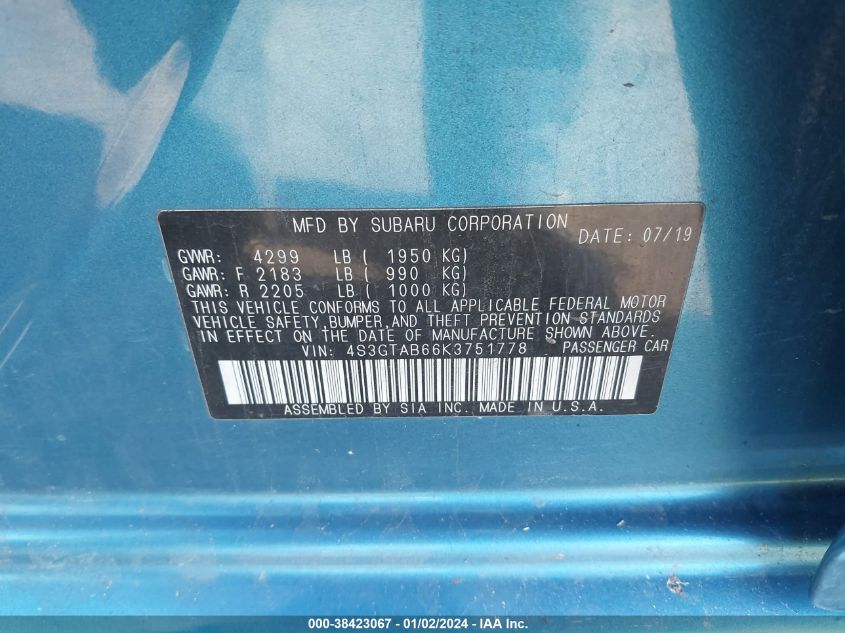 MFD BY SUBARU CORPORATION
DATE: 07/19
GVWR: 4299 LB ( 1950 KG)
GAWR: F 2183 LB ( 990 KG)
GAWR: R 2205 LB ( 1000 KG)
THIS VEHICLE CONFORMS TO ALL APPLICABLE FEDERAL MOTOR
VEHICLE SAFETY,BUMPER,AND THEFT PREVENTION STANDARDS
IN EFFECT ON THE DATE OF MANUFACTURE SHOWN ABOVE.
VIN: 4S3GTAB66K3751778 PASSENGER CAR
ASSEMBLED BY SIA INC. MADE IN U.S.A.
000-38423067 - 01/02/2024 - IAA Inc.